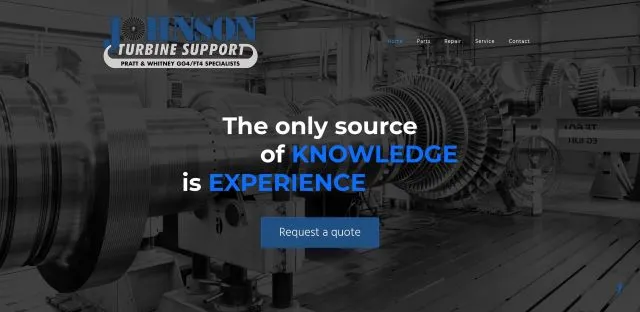 JOHNSON
TURBINE SUPPORT
PRATT & WHITNEY GG4/FT4 SPECIALISTS
Home Parts Repair Service Contact
The only source
of KNOWLEDGE
is EXPERIENCE
Request a quote